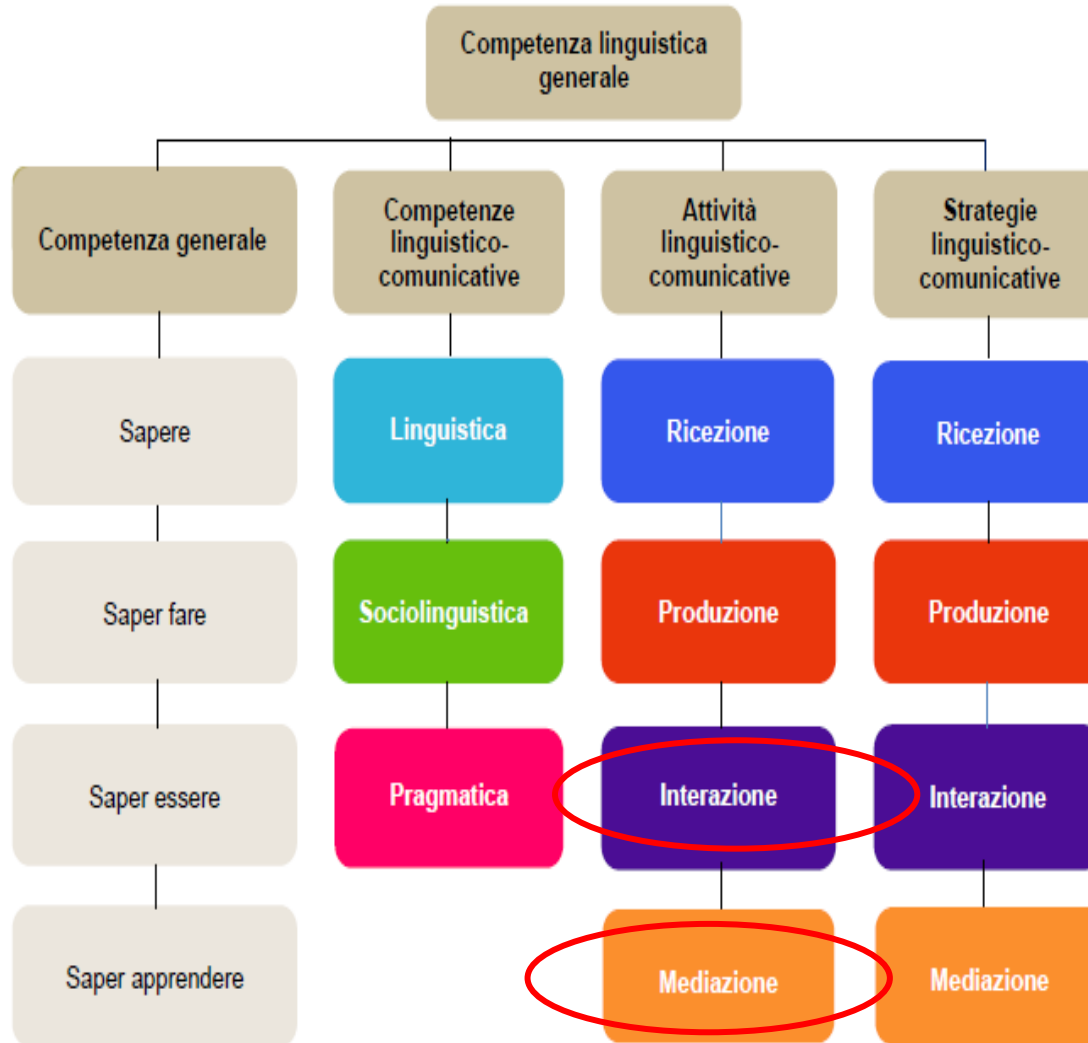 Competenza linguistica
generale
Competenza generale
Competenze
linguistico-
comunicative
Attività
linguistico-
comunicative
Strategie
linguistico-
comunicative
Sapere
Linguistica
Ricezione
Ricezione
Saper fare
Sociolinguistica
Produzione
Produzione
Saper essere
Pragmatica
Interazione
Interazione
Saper apprendere
Mediazione
Mediazione